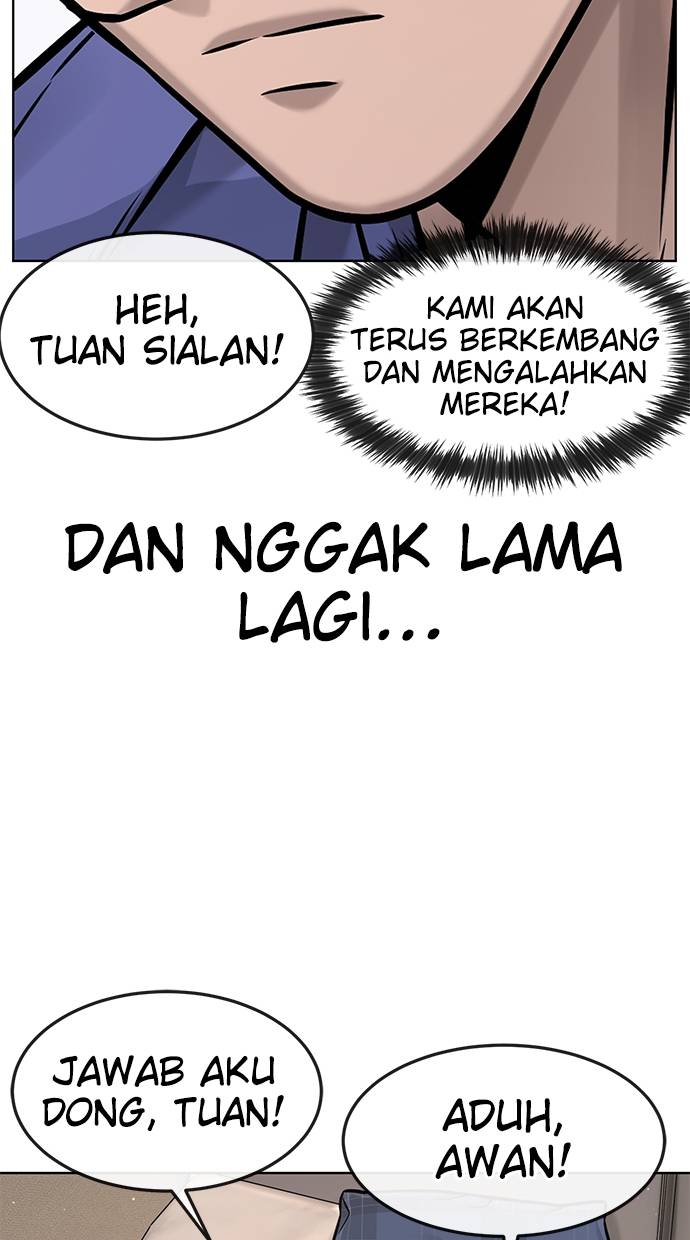 HEH,
TUAN SIALAN!
KAMI AKAN
TERUS BERKEMBANG
DAN MENGALAHKAN
MEREKA!
DAN NGGAK LAMA
LAGI...
JAWAB AKU
DONG, TUAN!
ADUH,
AWAN!